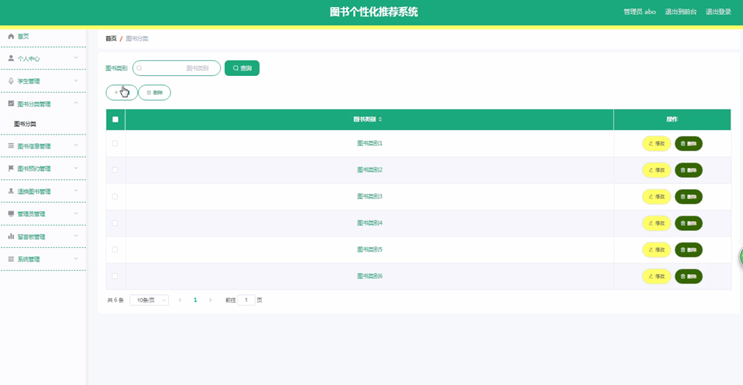 图书个性化推荐系统
管理员 abo 退出到前台 退出登录
首页
个人中心
学生管理
图书分类管理
图书分类
图书信息管理
图书预约管理
退换图书管理
管理员管理
留言板管理
系统管理
首页 / 图书分类
图书类别 图书类别 查询
+ 删除
图书类别 操作
图书类别1 修改 删除
图书类别2 修改 删除
图书类别3 修改 删除
图书类别4 修改 删除
图书类别5 修改 删除
图书类别6 修改 删除
共 6 条 10条/页 1 前往 1 页